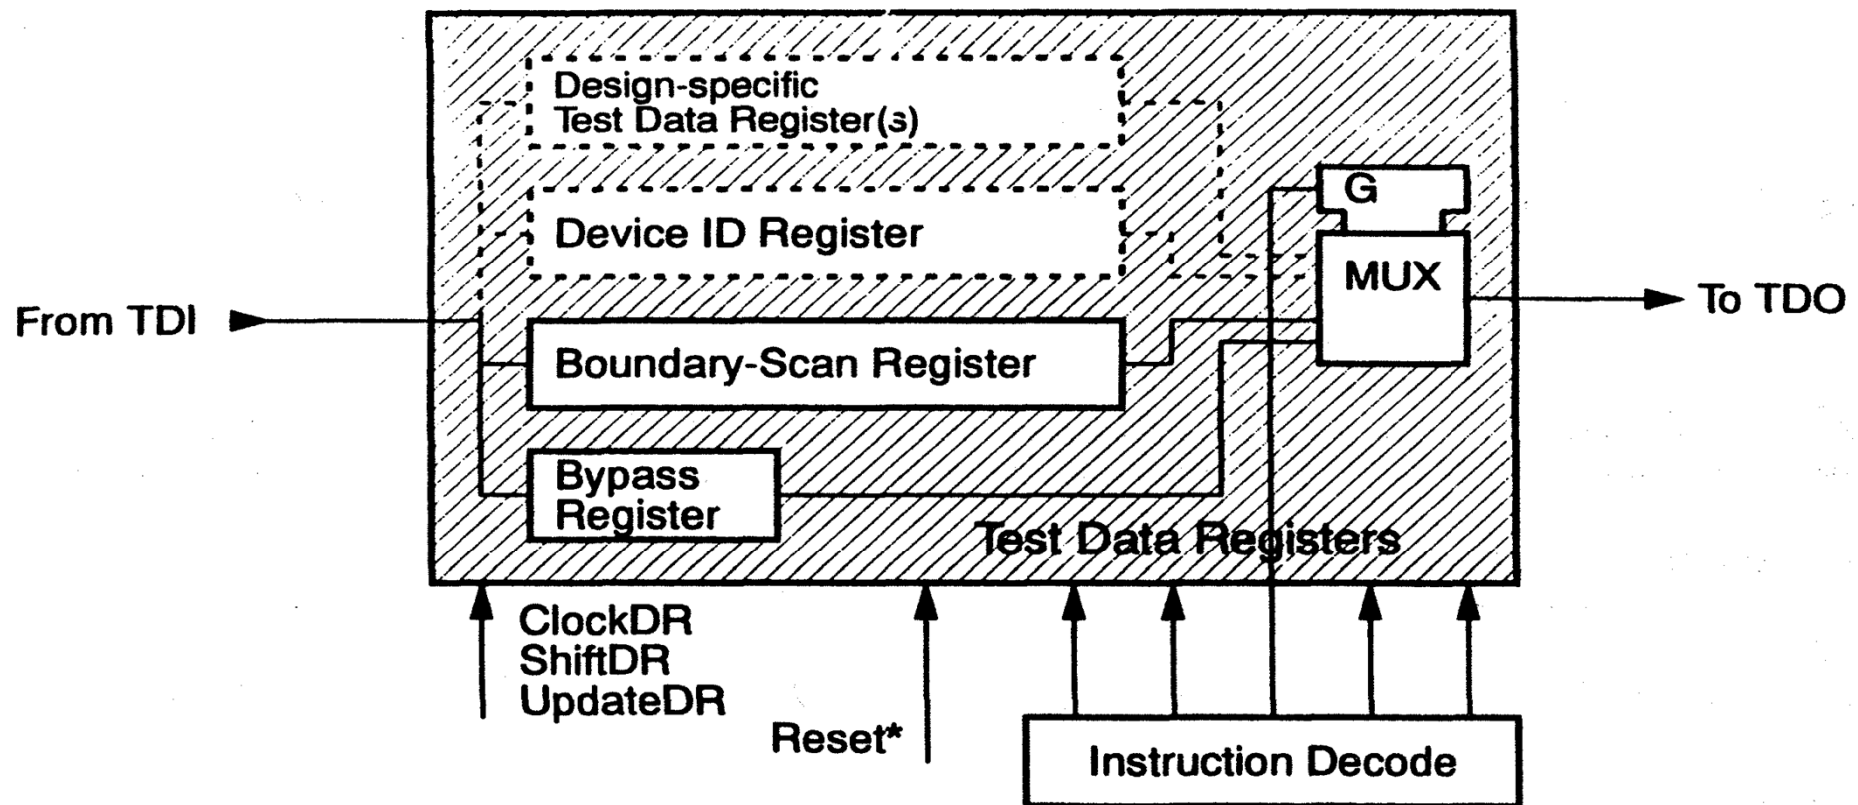 Design-specific
Test Data Register(s)
G
Device ID Register
MUX
From TDI
To TDO
Boundary-Scan Register
Bypass
Register
Test Data Registers
ClockDR
ShiftDR
UpdateDR
Reset*
Instruction Decode